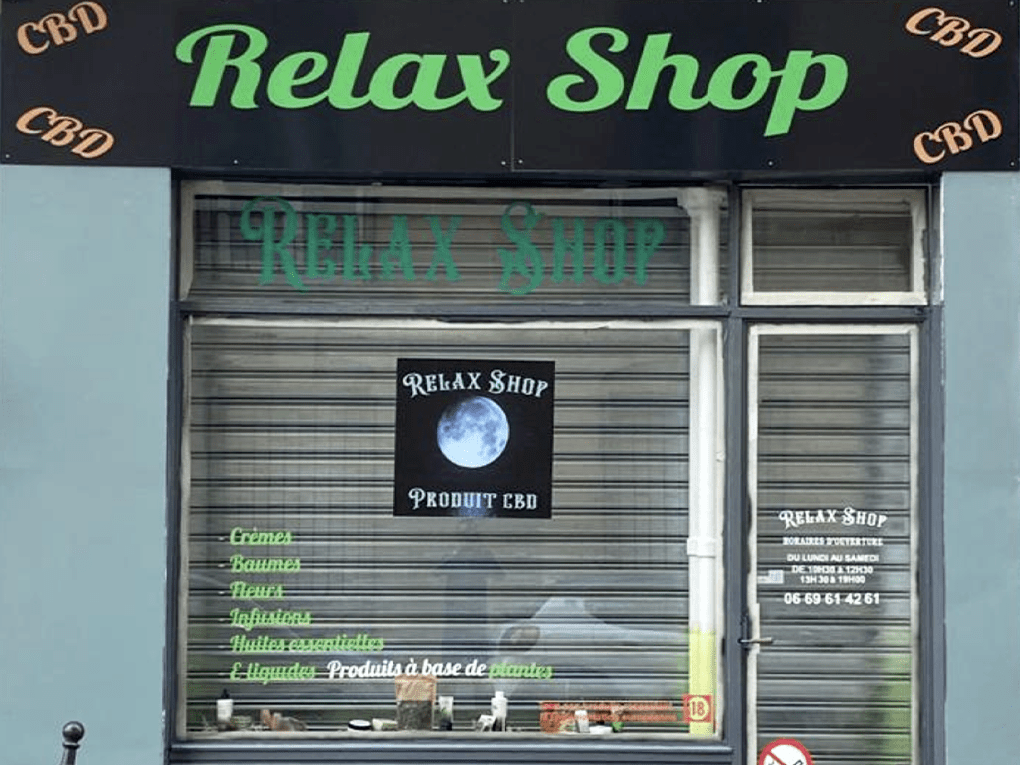 CBD
CBD
Relax Shop
CBD
CBD
RELAX SHOP
RELAX SHOP
PRODUIT CBD
- Crèmes
- Baumes
- Fleurs
- Infusions
- Huiles essentielles
- E liquides Produits à base de plantes
18
RELAX SHOP
HORAIRES D'OUVERTURE
DU LUNDI AU SAMEDI
DE 10H30 à 12H30
13H30 à 19H00
06 69 61 42 61